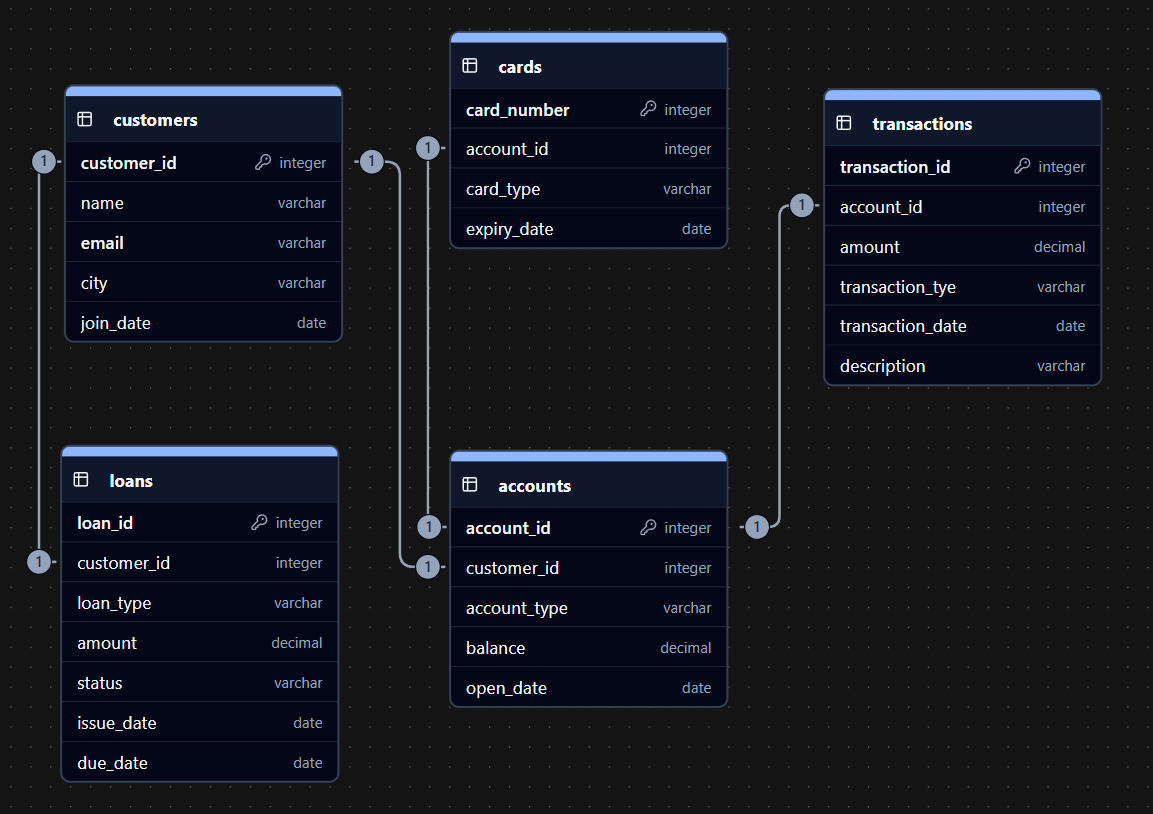 customers
customer_id integer
name varchar
email varchar
city varchar
join_date date
cards
card_number integer
account_id integer
card_type varchar
expiry_date date
transactions
transaction_id integer
account_id integer
amount decimal
transaction_tye varchar
transaction_date date
description varchar
loans
loan_id integer
customer_id integer
loan_type varchar
amount decimal
status varchar
issue_date date
due_date date
accounts
account_id integer
customer_id integer
account_type varchar
balance decimal
open_date date
1
1
1
1
1
1
1
1